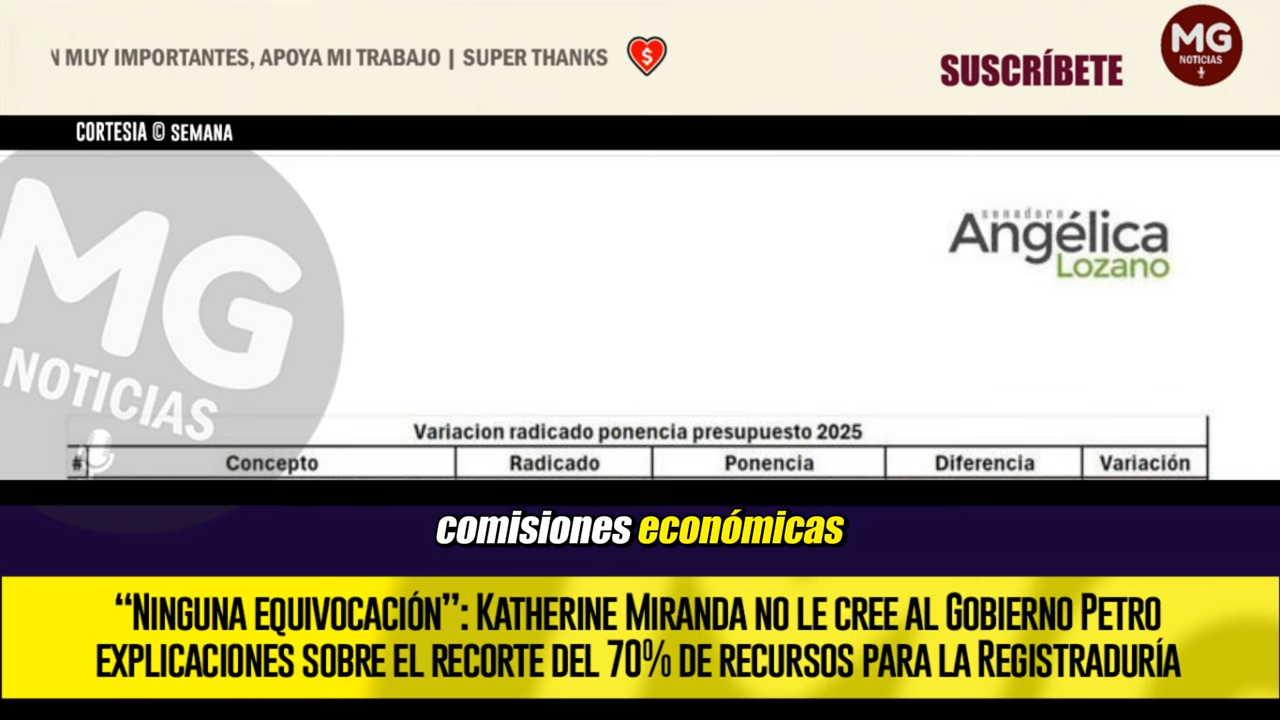 N MUY IMPORTANTES, APOYA MI TRABAJO | SUPER THANKS
SUSCRÍBETE
MG
NOTICIAS
CORTESIA © SEMANA
MG
NOTICIAS
senadora
Angélica
Lozano
Variacion radicado ponencia presupuesto 2025
# Concepto Radicado Ponencia Diferencia Variación
comisiones económicas
“NINGUNA EQUIVOCACIÓN”: KATHERINE MIRANDA NO LE CREE AL GOBIERNO PETRO
EXPLICACIONES SOBRE EL RECORTE DEL 70% DE RECURSOS PARA LA REGISTRADURÍA